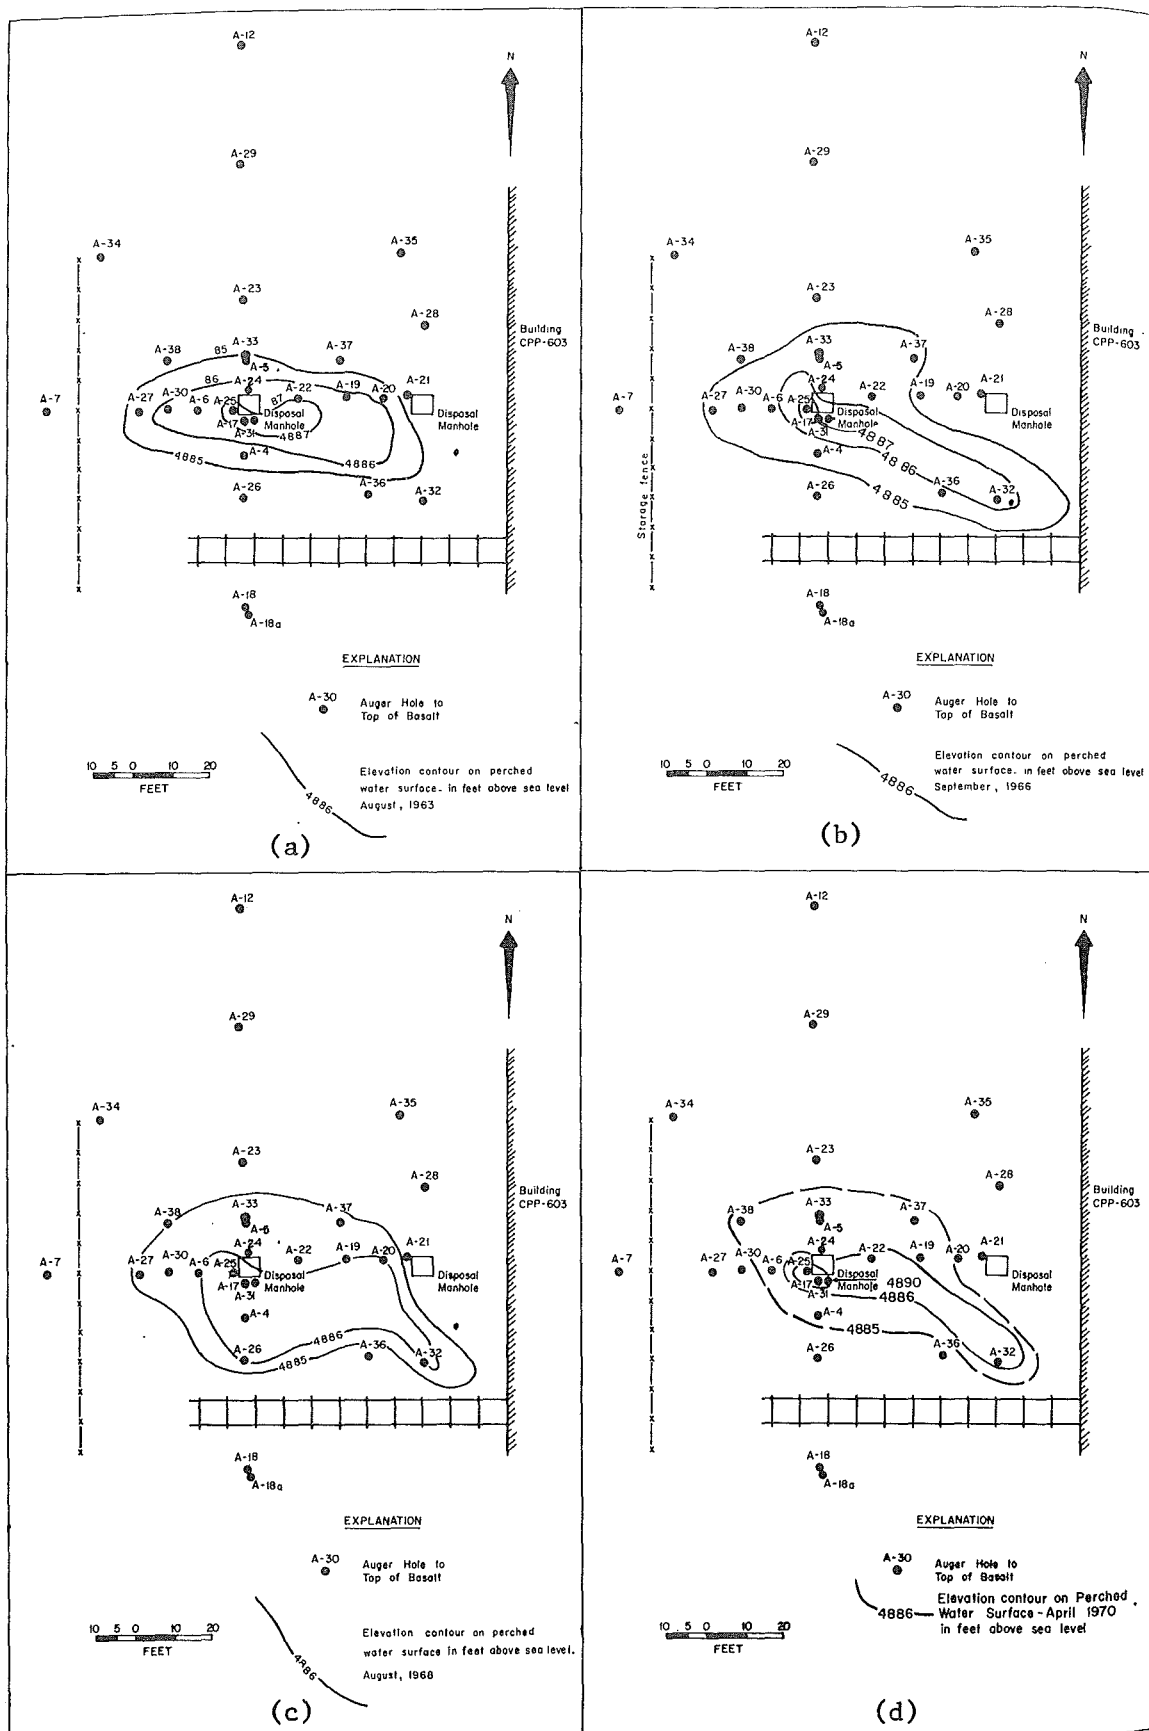 A-12
N
A-29
A-34
A-35
A-23
A-28
Building
CPP-603
A-38
85
A-33
A-5
A-37
86
A-24
A-7
A-27
A-30
A-6
A-25
A-22
87
A-19
A-20
A-21
Disposal
Manhole
Disposal
Manhole
A-17
4887
A-31
A-4
4885
4886
A-26
A-36
A-32
A-18
A-18a
EXPLANATION
A-30
Auger Hole to
Top of Basalt
10 5 0 10 20
FEET
4886
Elevation contour on perched
water surface. in feet above sea level
August, 1963
(a)
A-12
N
A-29
A-34
A-35
A-23
A-28
Building
CPP-603
A-38
A-33
A-5
A-37
A-24
A-7
A-27
A-30
A-6
A-25
A-22
A-19
A-20
A-21
Disposal
Manhole
Disposal
Manhole
A-17
A-31
4887
A-4
4886
4885
Storage fence
A-26
A-36
A-32
A-18
A-18a
EXPLANATION
A-30
Auger Hole to
Top of Basalt
10 5 0 10 20
FEET
4886
Elevation contour on perched
water surface. in feet above sea level
September, 1966
(b)
A-12
N
A-29
A-34
A-35
A-23
A-28
Building
CPP-603
A-38
A-33
A-5
A-37
A-24
A-7
A-27
A-30
A-6
A-25
A-22
A-19
A-20
A-21
Disposal
Manhole
Disposal
Manhole
A-17
A-31
A-4
4886
4885
A-26
A-36
A-32
A-18
A-18a
EXPLANATION
A-30
Auger Hole to
Top of Basalt
10 5 0 10 20
FEET
4886
Elevation contour on perched
water surface in feet above sea level.
August, 1968
(c)
A-12
N
A-29
A-34
A-35
A-23
A-28
Building
CPP-603
A-38
A-33
A-5
A-37
A-24
A-7
A-27
A-30
A-6
A-25
A-22
A-19
A-20
A-21
Disposal
Manhole
Disposal
Manhole
4890
A-17
A-31
4886
A-4
4885
A-26
A-36
A-32
A-18
A-18a
EXPLANATION
A-30
Auger Hole to
Top of Basalt
10 5 0 10 20
FEET
4886
Elevation contour on Perched
Water Surface - April 1970
in feet above sea level
(d)